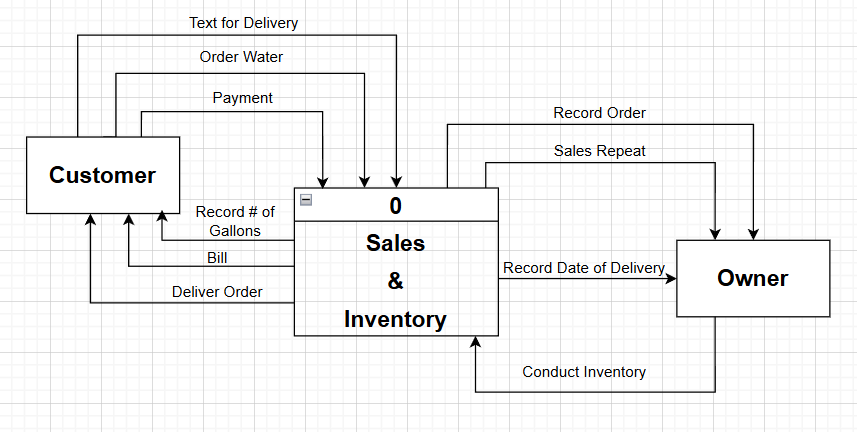 Text for Delivery
Order Water
Payment
Record Order
Sales Repeat
Customer
0
Record # of
Gallons
Sales
&
Inventory
Bill
Record Date of Delivery
Owner
Deliver Order
Conduct Inventory